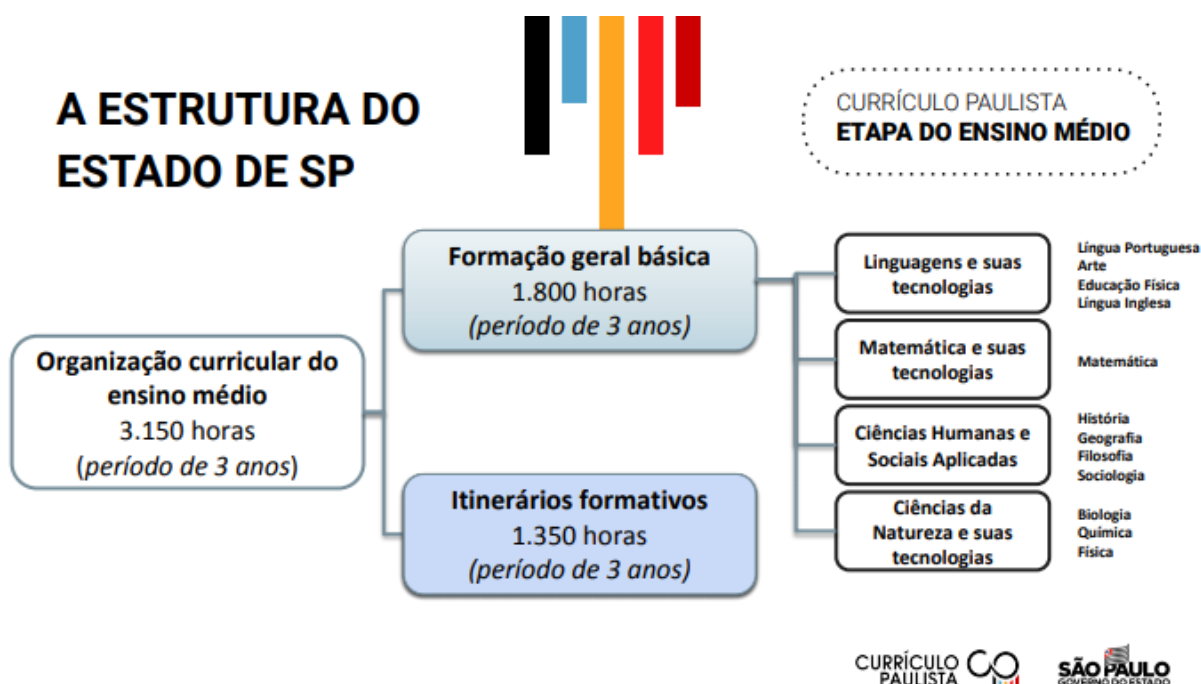 A ESTRUTURA DO
ESTADO DE SP
CURRÍCULO PAULISTA
ETAPA DO ENSINO MÉDIO
Organização curricular do
ensino médio
3.150 horas
(período de 3 anos)
Formação geral básica
1.800 horas
(período de 3 anos)
Itinerários formativos
1.350 horas
(período de 3 anos)
Linguagens e suas
tecnologias
Língua Portuguesa
Arte
Educação Física
Língua Inglesa
Matemática e suas
tecnologias
Matemática
Ciências Humanas e
Sociais Aplicadas
História
Geografia
Filosofia
Sociologia
Ciências da
Natureza e suas
tecnologias
Biologia
Química
Física
CURRÍCULO
PAULISTA
SÃO PAULO
GOVERNO DO ESTADO